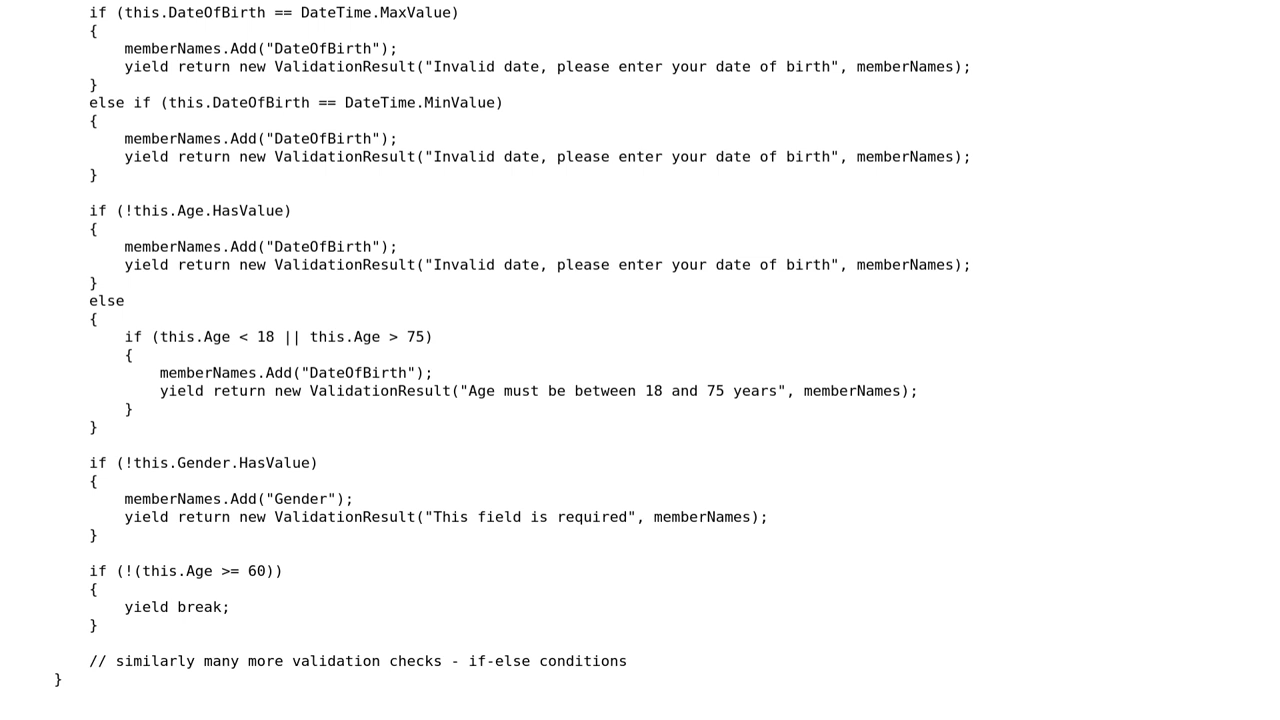 if (this.DateOfBirth == DateTime.MaxValue)
{
memberNames.Add("DateOfBirth");
yield return new ValidationResult("Invalid date, please enter your date of birth", memberNames);
}
else if (this.DateOfBirth == DateTime.MinValue)
{
memberNames.Add("DateOfBirth");
yield return new ValidationResult("Invalid date, please enter your date of birth", memberNames);
}
if (!this.Age.HasValue)
{
memberNames.Add("DateOfBirth");
yield return new ValidationResult("Invalid date, please enter your date of birth", memberNames);
}
else
{
if (this.Age < 18 || this.Age > 75)
{
memberNames.Add("DateOfBirth");
yield return new ValidationResult("Age must be between 18 and 75 years", memberNames);
}
}
if (!this.Gender.HasValue)
{
memberNames.Add("Gender");
yield return new ValidationResult("This field is required", memberNames);
}
if (!(this.Age >= 60))
{
yield break;
}
// similarly many more validation checks - if-else conditions
}